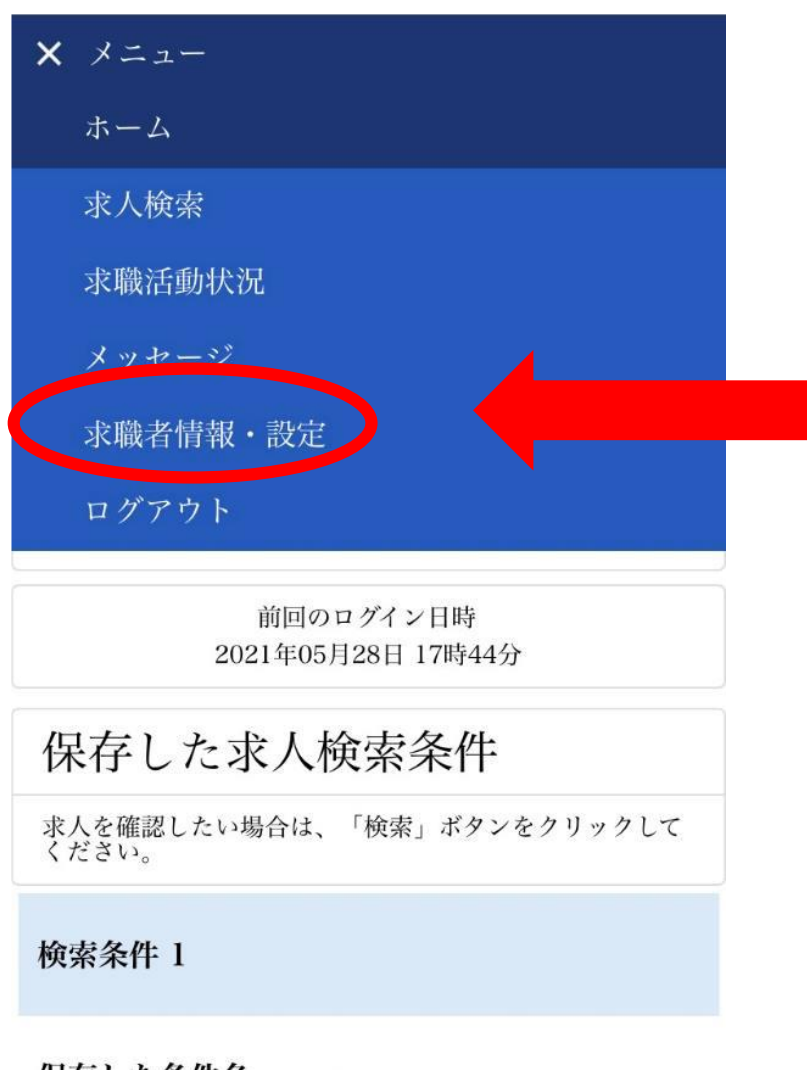 × メニュー
ホーム
求人検索
求職活動状況
メッセージ
求職者情報・設定
ログアウト
前回のログイン日時
2021年05月28日 17時44分
保存した求人検索条件
求人を確認したい場合は、「検索」ボタンをクリックして
ください。
検索条件 1